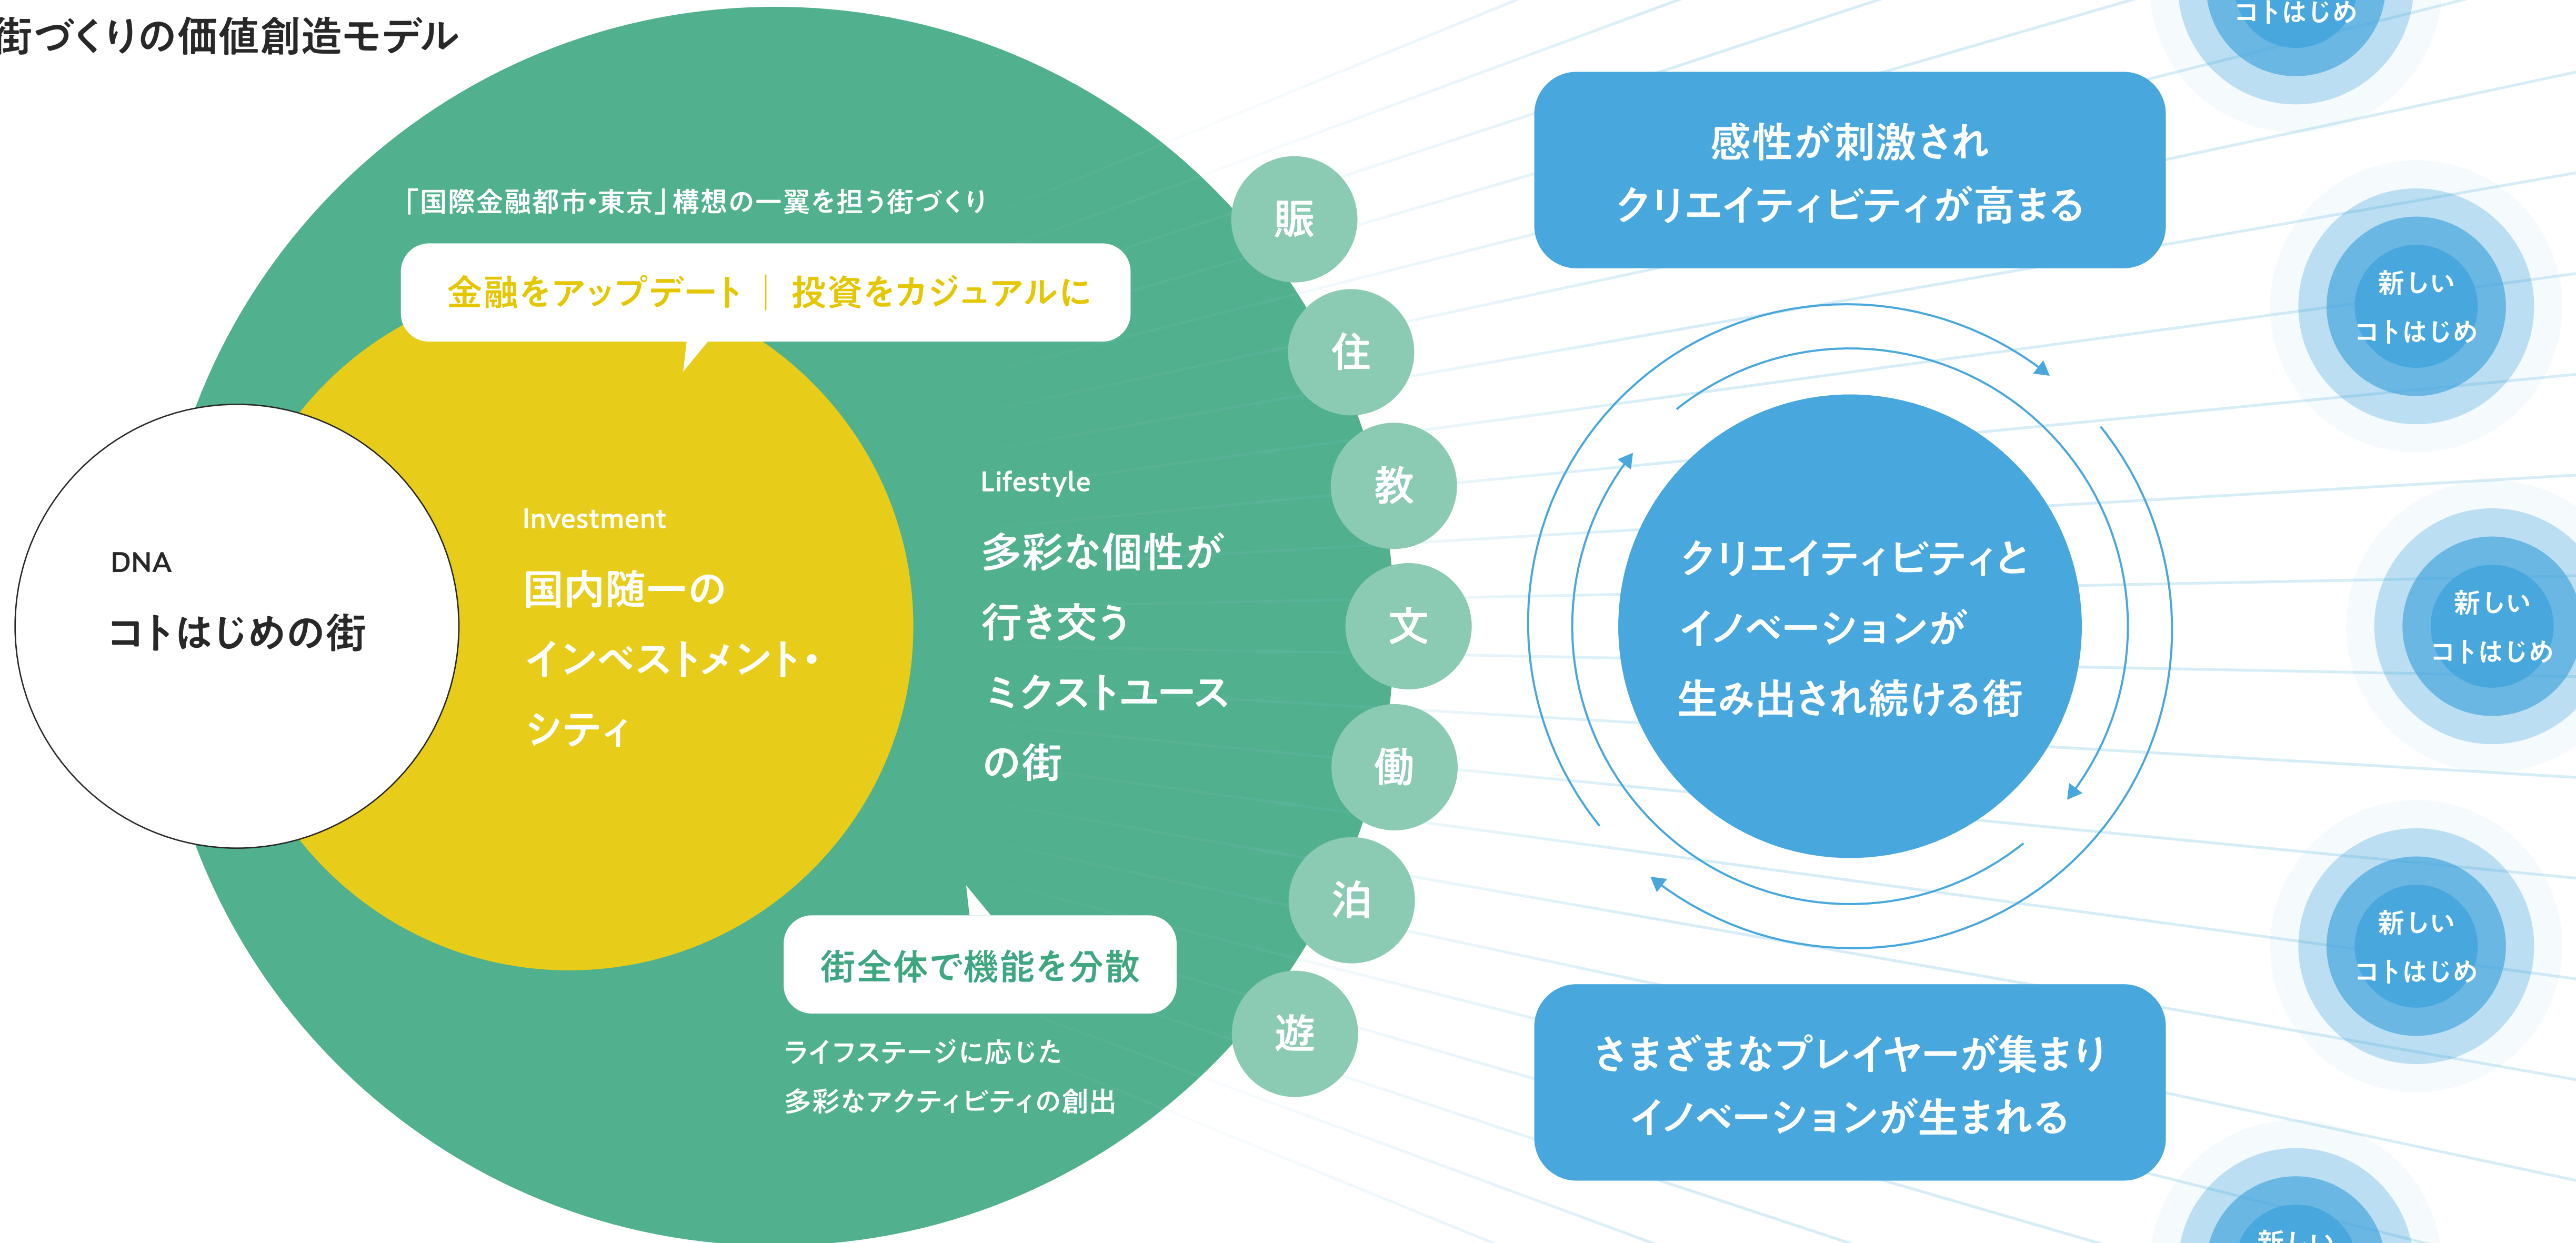 街づくりの価値創造モデル
「国際金融都市・東京」構想の一翼を担う街づくり
金融をアップデート｜投資をカジュアルに
DNA
コトはじめの街
Investment
国内随一の
インベストメント・
シティ
Lifestyle
多彩な個性が
行き交う
ミクストユース
の街
街全体で機能を分散
ライフステージに応じた
多彩なアクティビティの創出
賑
住
教
文
働
泊
遊
感性が刺激され
クリエイティビティが高まる
クリエイティビティと
イノベーションが
生み出され続ける街
さまざまなプレイヤーが集まり
イノベーションが生まれる
コトはじめ
新しい
コトはじめ
新しい
コトはじめ
新しい
コトはじめ
新しい